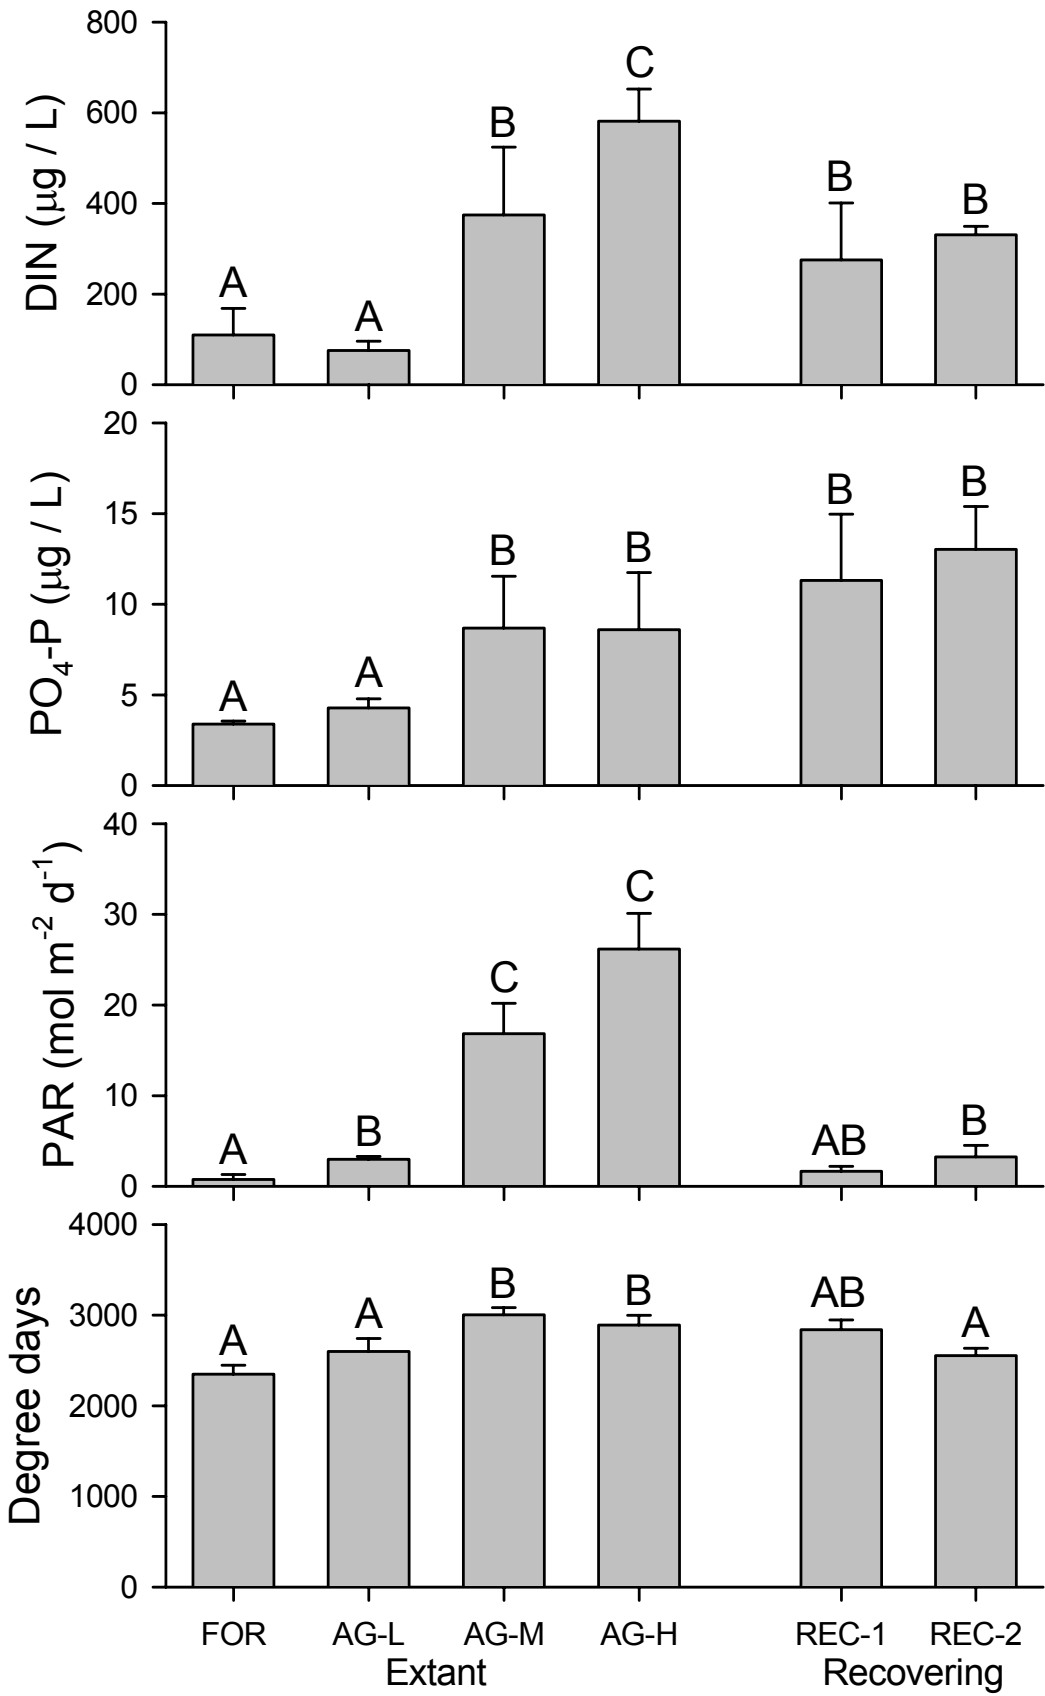 DIN (μg / L)
800
600
400
200
0
A
A
B
C
B
B
PO4-P (μg / L)
20
15
10
5
0
A
A
B
B
B
B
PAR (mol m-2 d-1)
40
30
20
10
0
A
B
C
C
AB
B
Degree days
4000
3000
2000
1000
0
A
A
B
B
AB
A
FOR AG-L AG-M AG-H REC-1 REC-2
Extant Recovering